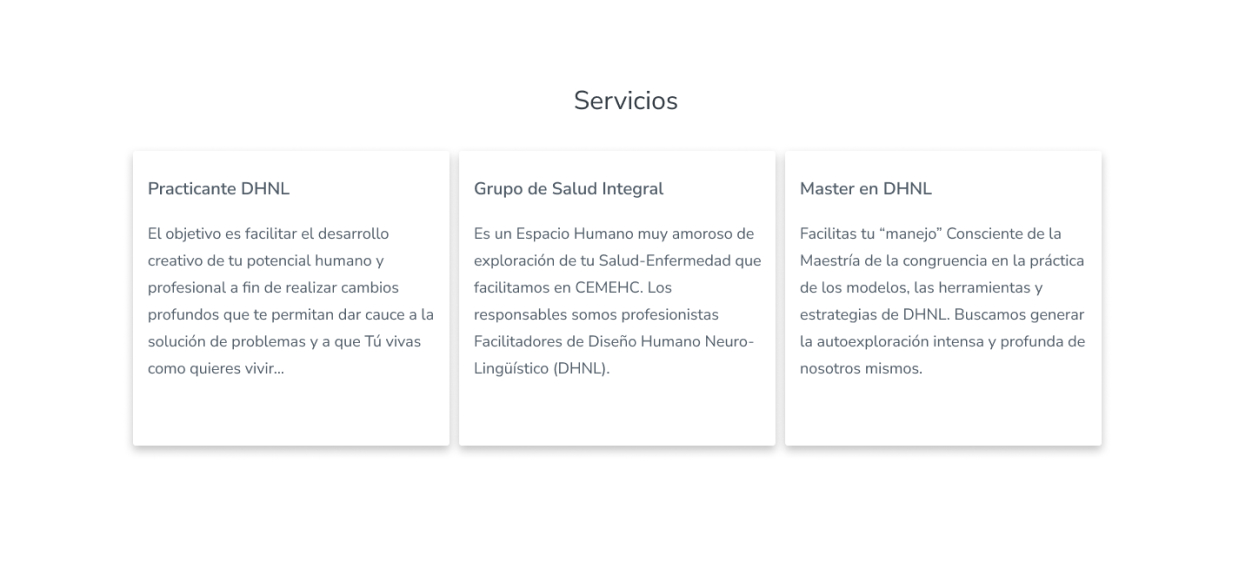 Servicios
Practicante DHNL
El objetivo es facilitar el desarrollo
creativo de tu potencial humano y
profesional a fin de realizar cambios
profundos que te permitan dar cauce a la
solución de problemas y a que Tú vivas
como quieres vivir...
Grupo de Salud Integral
Es un Espacio Humano muy amoroso de
exploración de tu Salud-Enfermedad que
facilitamos en CEMEHC. Los
responsables somos profesionistas
Facilitadores de Diseño Humano Neuro-
Lingüístico (DHNL).
Master en DHNL
Facilitas tu “manejo” Consciente de la
Maestría de la congruencia en la práctica
de los modelos, las herramientas y
estrategias de DHNL. Buscamos generar
la autoexploración intensa y profunda de
nosotros mismos.